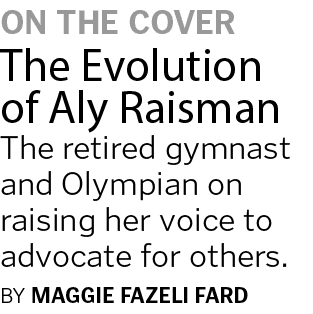 ON THE COVER
The Evolution
of Aly Raisman
The retired gymnast
and Olympian on
raising her voice to
advocate for others.
BY MAGGIE FAZELI FARD